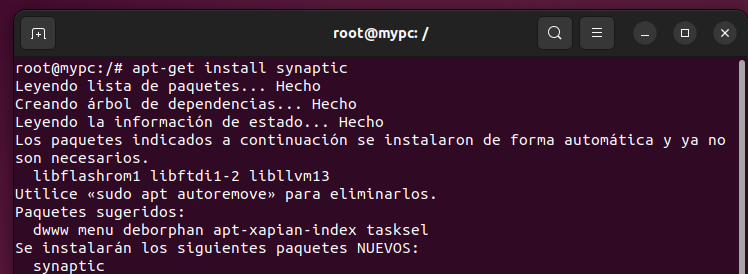 root@mypc: /
root@mypc:/# apt-get install synaptic
Leyendo lista de paquetes... Hecho
Creando árbol de dependencias... Hecho
Leyendo la información de estado... Hecho
Los paquetes indicados a continuación se instalaron de forma automática y ya no
son necesarios.
  libflashrom1 libftdi1-2 libllvm13
Utilice «sudo apt autoremove» para eliminarlos.
Paquetes sugeridos:
  dwww menu deborphan apt-xapian-index tasksel
Se instalarán los siguientes paquetes NUEVOS:
  synaptic